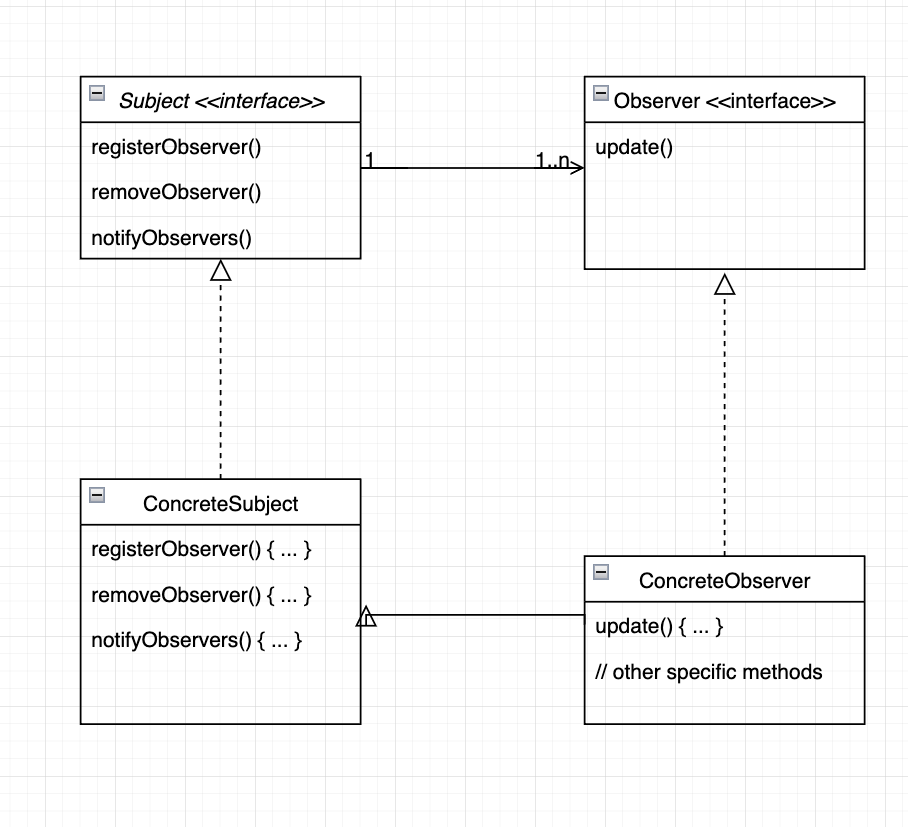 Subject <<interface>>
registerObserver()
removeObserver()
notifyObservers()
1
1..n
Observer <<interface>>
update()
ConcreteSubject
registerObserver() { ... }
removeObserver() { ... }
notifyObservers() { ... }
ConcreteObserver
update() { ... }
// other specific methods